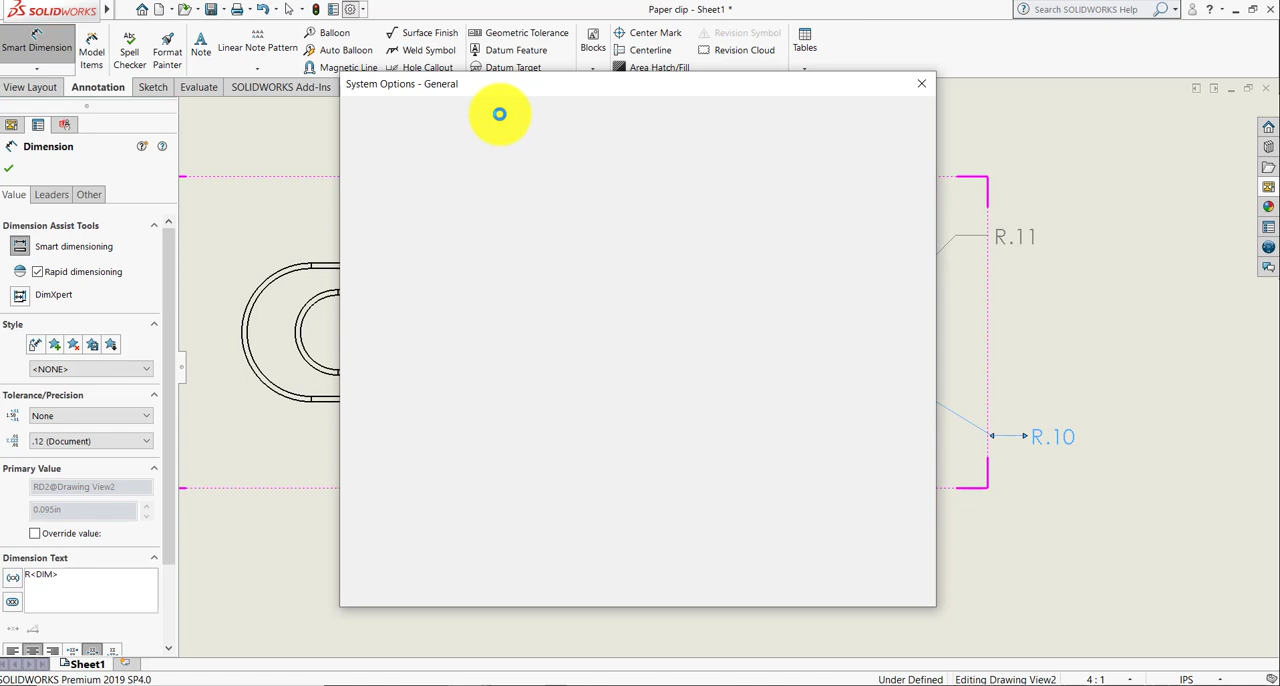 SOLIDWORKS
Paper clip - Sheet1 *
Search SOLIDWORKS Help
?
Smart Dimension
Model Items
Spell Checker
Format Painter
Note
Linear Note Pattern
Balloon
Auto Balloon
Magnetic Line
Surface Finish
Weld Symbol
Hole Callout
Geometric Tolerance
Datum Feature
Datum Target
Blocks
Center Mark
Centerline
Area Hatch/Fill
Revision Symbol
Revision Cloud
Tables
View Layout
Annotation
Sketch
Evaluate
SOLIDWORKS Add-Ins
System Options - General
Dimension
Value
Leaders
Other
Dimension Assist Tools
Smart dimensioning
Rapid dimensioning
DimXpert
Style
<NONE>
Tolerance/Precision
None
.12 (Document)
Primary Value
RD2@Drawing View2
0.095in
Override value:
Dimension Text
R<DIM>
R.11
R.10
Sheet1
SOLIDWORKS Premium 2019 SP4.0
Under Defined
Editing Drawing View2
4 : 1
IPS